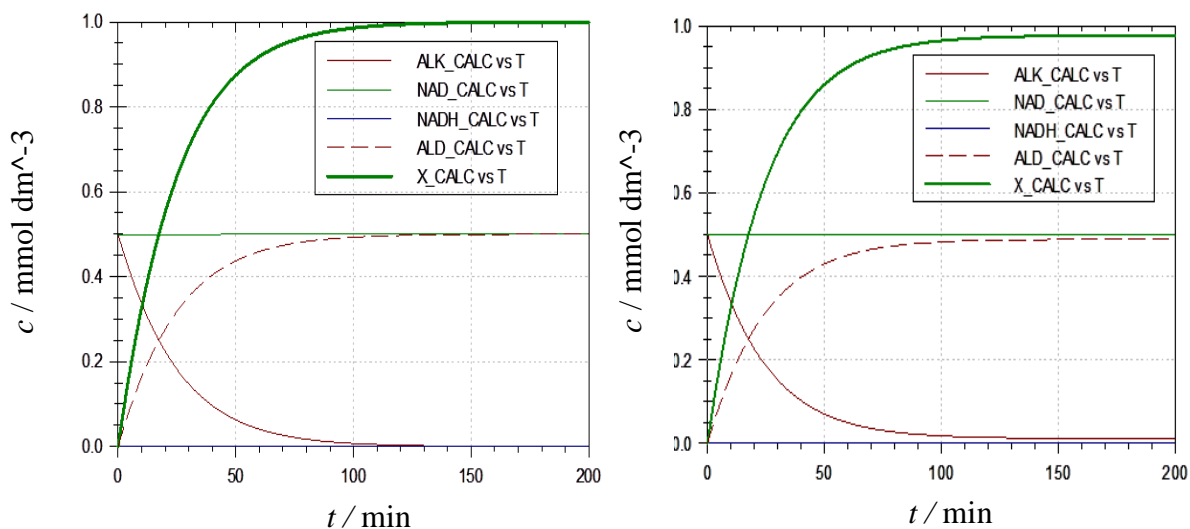 c / mmol dm^-3
1.0
0.8
0.6
0.4
0.2
0.0
ALK_CALC vs T
NAD_CALC vs T
NADH_CALC vs T
ALD_CALC vs T
X_CALC vs T
0 50 100 150 200
t / min
c / mmol dm^-3
1.0
0.8
0.6
0.4
0.2
0.0
ALK_CALC vs T
NAD_CALC vs T
NADH_CALC vs T
ALD_CALC vs T
X_CALC vs T
0 50 100 150 200
t / min